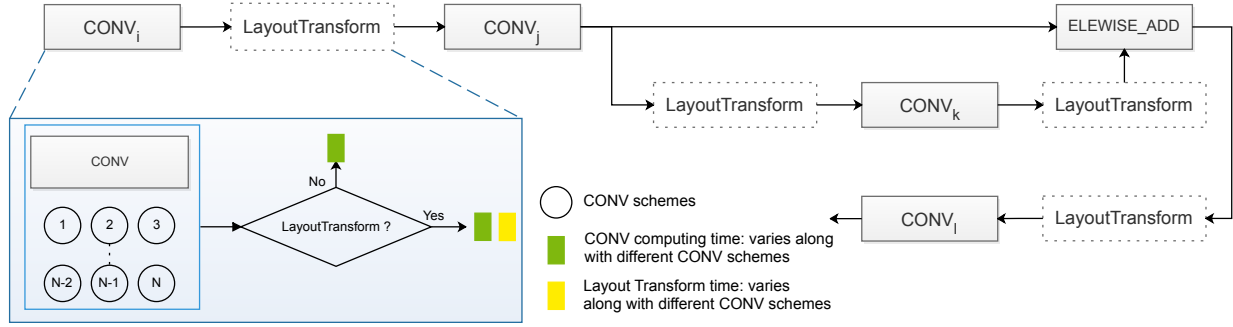 CONVi
LayoutTransform
CONVj
ELEWISE_ADD
LayoutTransform
CONVk
LayoutTransform
CONV
No
1
2
3
LayoutTransform ?
Yes
N-2
N-1
N
CONV schemes
CONV computing time: varies along
with different CONV schemes
Layout Transform time: varies
along with different CONV schemes
CONVl
LayoutTransform